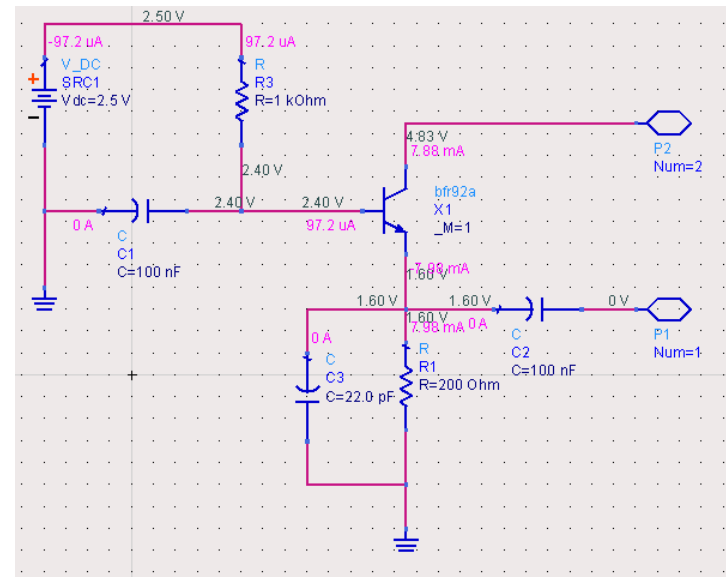 2.50 V
-97.2 uA
97.2 uA
+
V_DC
SRC1
Vdc=2.5 V
-
R
R3
R=1 kOhm
4.83 V
7.88 mA
P2
Num=2
2.40 V
2.40 V
2.40 V
bfr92a
X1
_M=1
0 A
97.2 uA
C
C1
C=100 nF
7.98 mA
1.60 V
1.60 V
1.60 V
0 V
1.60 V
7.98 mA
0 A
P1
Num=1
0 A
C
C3
C=22.0 pF
R
R1
R=200 Ohm
C
C2
C=100 nF